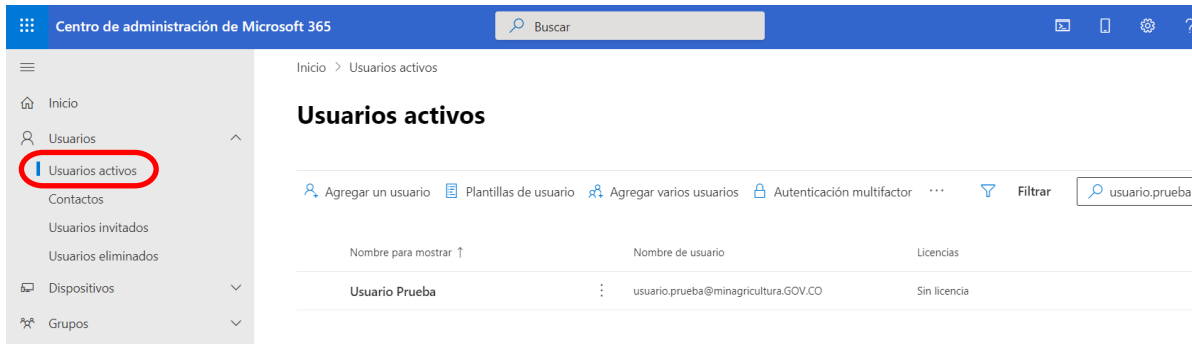 Centro de administración de Microsoft 365
Buscar
?
Inicio > Usuarios activos
Inicio
Usuarios activos
Usuarios
Usuarios activos
Contactos
Usuarios invitados
Usuarios eliminados
Dispositivos
Grupos
Agregar un usuario Plantillas de usuario Agregar varios usuarios Autenticación multifactor ··· Filtrar usuario.prueba
Nombre para mostrar ↑ Nombre de usuario Licencias
Usuario Prueba usuario.prueba@minagricultura.GOV.CO Sin licencia